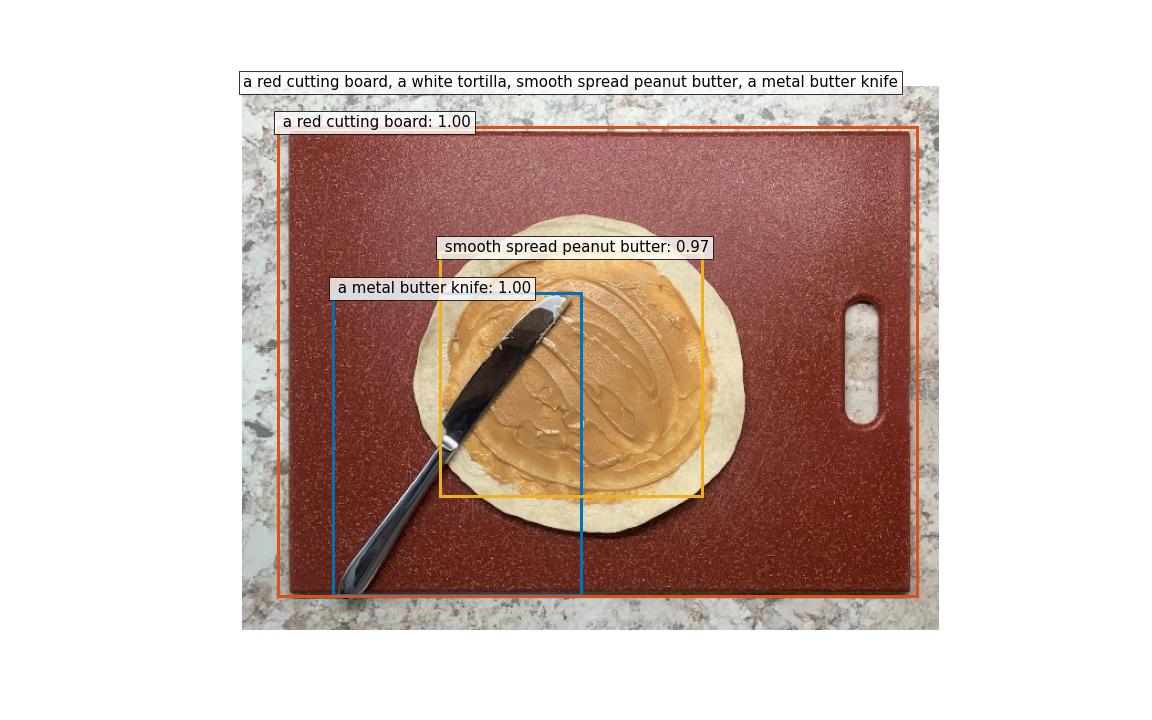 a red cutting board, a white tortilla, smooth spread peanut butter, a metal butter knife
a red cutting board: 1.00
smooth spread peanut butter: 0.97
a metal butter knife: 1.00